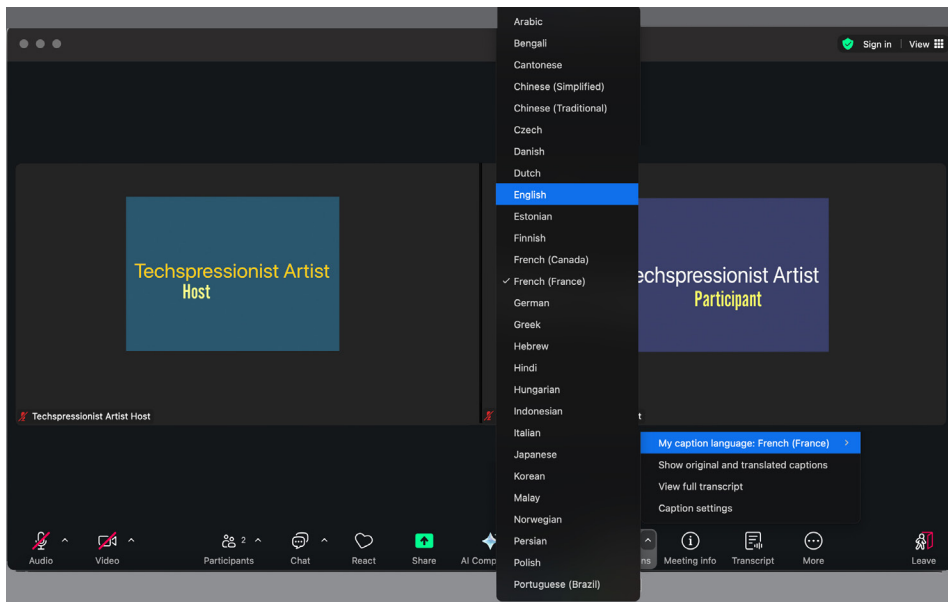 Sign in
View
Arabic
Bengali
Cantonese
Chinese (Simplified)
Chinese (Traditional)
Czech
Danish
Dutch
English
Estonian
Finnish
French (Canada)
✓ French (France)
German
Greek
Hebrew
Hindi
Hungarian
Indonesian
Italian
Japanese
Korean
Malay
Norwegian
Persian
Polish
Portuguese (Brazil)
Techspressionist Artist
Host
echspressionist Artist
Participant
Techspressionist Artist Host
t
My caption language: French (France) >
Show original and translated captions
View full transcript
Caption settings
Audio
Video
2
Participants
Chat
React
Share
AI Comp
ns
Meeting info
Transcript
More
Leave